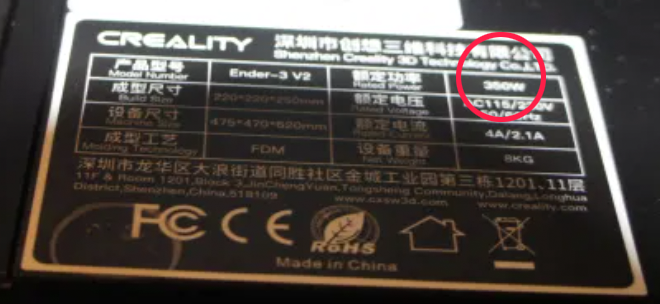 CREALITY 深圳市创想三维科技有限公司
Shenzhen Creality 3D Technology Co.,LTD.
产品型号 Model Number Ender-3 V2 额定功率 Rated Power 350W
成型尺寸 Build Size 220*220*250mm 额定电压 Rated Voltage AC115/230V 50/60Hz
设备尺寸 Machine Size 475*470*620mm 额定电流 4A/2.1A
成型工艺 Molding Technology FDM 设备重量 Net Weight 8KG
深圳市龙华区大浪街道同胜社区金城工业园第三栋1201、11层
11F & Room 1201,Block 3,JinChengYuan,Tongsheng Community,Dalang,Longhua
District,Shenzhen,China,518109 www.cxsw3d.com www.creality.com
FC CE RoHS
Made in China